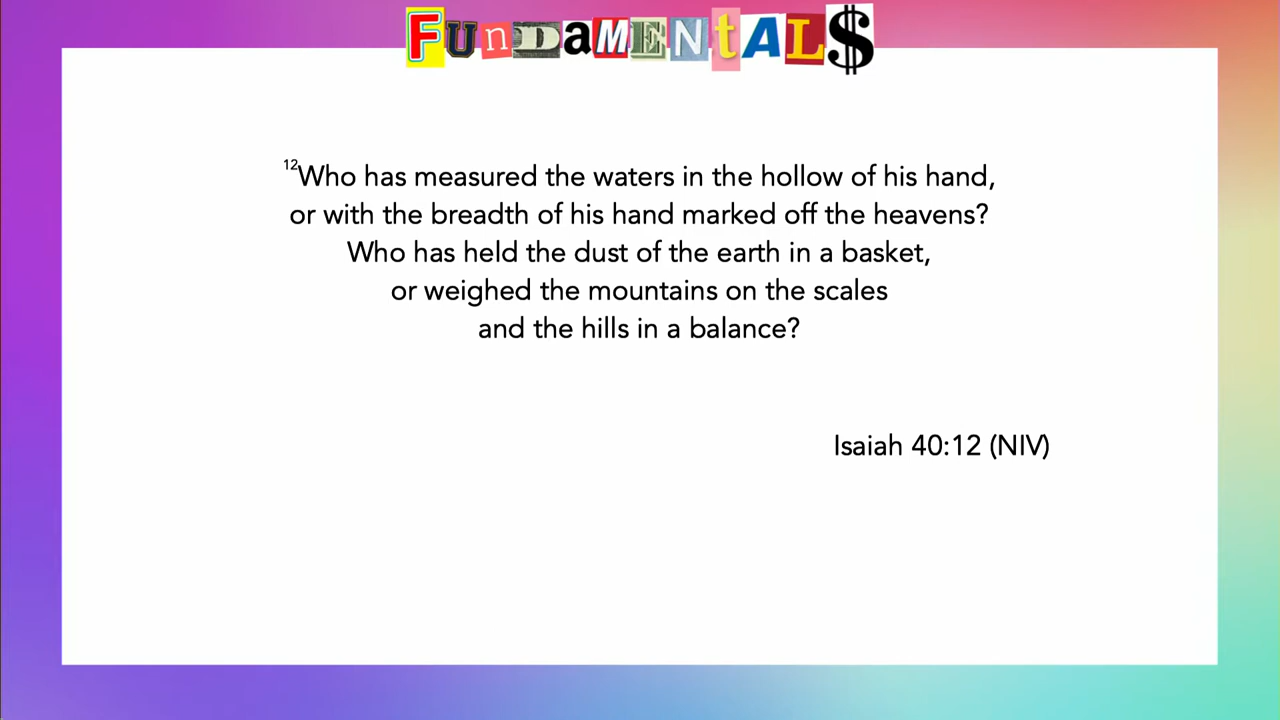 FUnDaMENtALS
12Who has measured the waters in the hollow of his hand,
or with the breadth of his hand marked off the heavens?
Who has held the dust of the earth in a basket,
or weighed the mountains on the scales
and the hills in a balance?
Isaiah 40:12 (NIV)